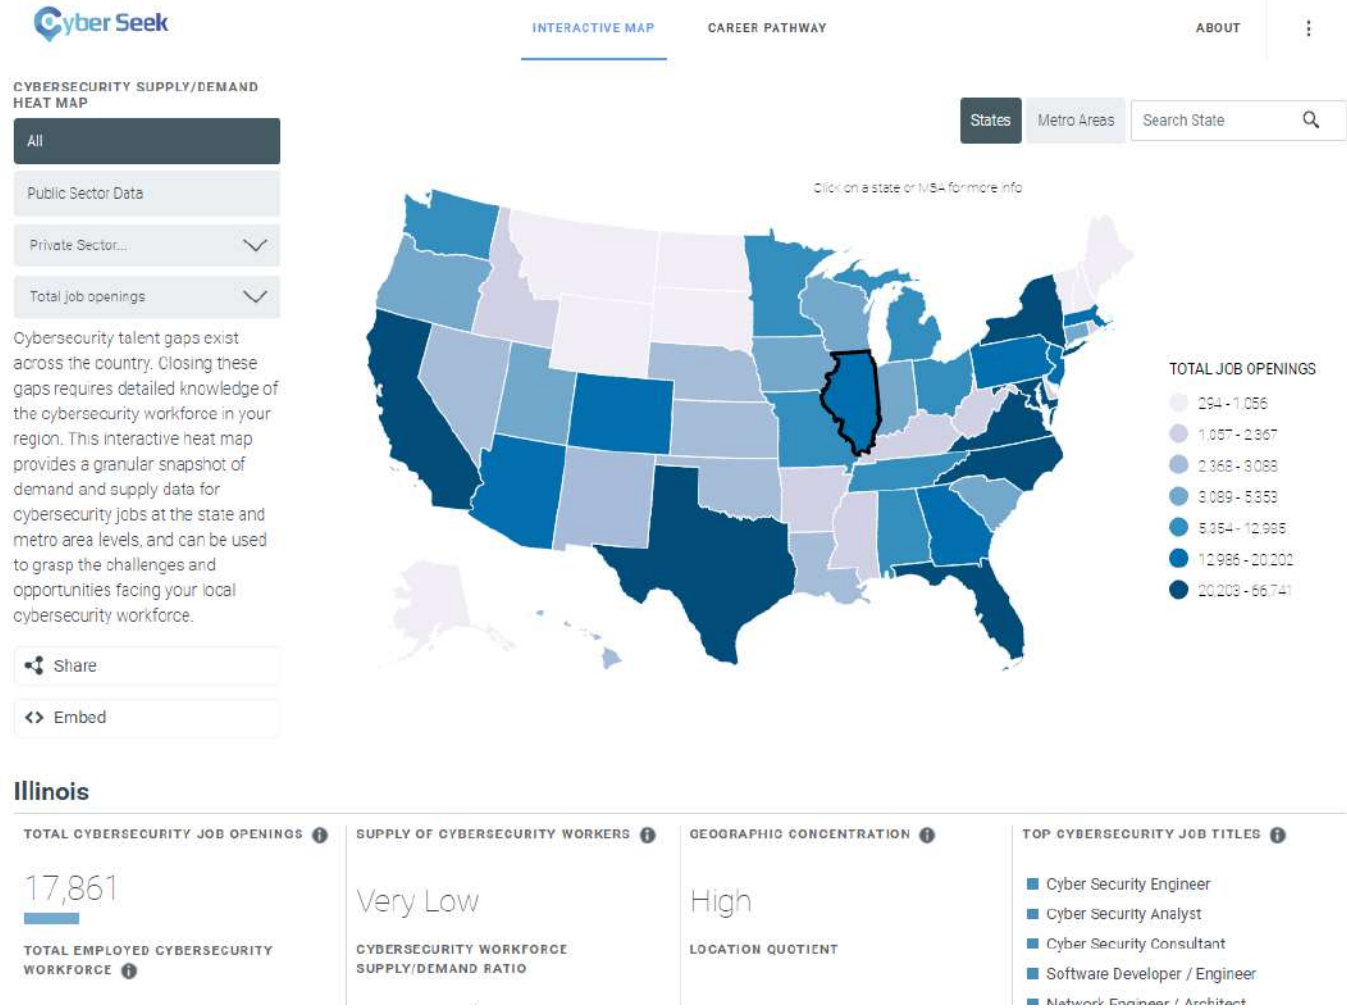 Cyber Seek
INTERACTIVE MAP
CAREER PATHWAY
ABOUT
CYBERSECURITY SUPPLY/DEMAND
HEAT MAP
All
Public Sector Data
Private Sector...
Total job openings
Cybersecurity talent gaps exist
across the country. Closing these
gaps requires detailed knowledge of
the cybersecurity workforce in your
region. This interactive heat map
provides a granular snapshot of
demand and supply data for
cybersecurity jobs at the state and
metro area levels, and can be used
to grasp the challenges and
opportunities facing your local
cybersecurity workforce.
Share
Embed
States
Metro Areas
Search State
Click on a state or MSA for more info
TOTAL JOB OPENINGS
294 - 1,056
1,057 - 2,367
2,368 - 3,088
3,089 - 5,353
5,354 - 12,985
12,986 - 20,202
20,203 - 66,741
Illinois
TOTAL CYBERSECURITY JOB OPENINGS
17,861
TOTAL EMPLOYED CYBERSECURITY
WORKFORCE
SUPPLY OF CYBERSECURITY WORKERS
Very Low
CYBERSECURITY WORKFORCE
SUPPLY/DEMAND RATIO
GEOGRAPHIC CONCENTRATION
High
LOCATION QUOTIENT
TOP CYBERSECURITY JOB TITLES
Cyber Security Engineer
Cyber Security Analyst
Cyber Security Consultant
Software Developer / Engineer
Network Engineer / Architect